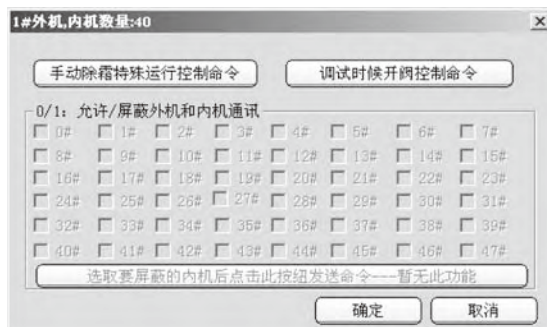 1#外机,内机数量:40
手动除霜特殊运行控制命令 调试时候开阀控制命令
0/1: 允许/屏蔽外机和内机通讯
0# 1# 2# 3# 4# 5# 6# 7#
8# 9# 10# 11# 12# 13# 14# 15#
16# 17# 18# 19# 20# 21# 22# 23#
24# 25# 26# 27# 28# 29# 30# 31#
32# 33# 34# 35# 36# 37# 38# 39#
40# 41# 42# 43# 44# 45# 46# 47#
选取要屏蔽的内机后点击此按纽发送命令---暂无此功能
确定 取消